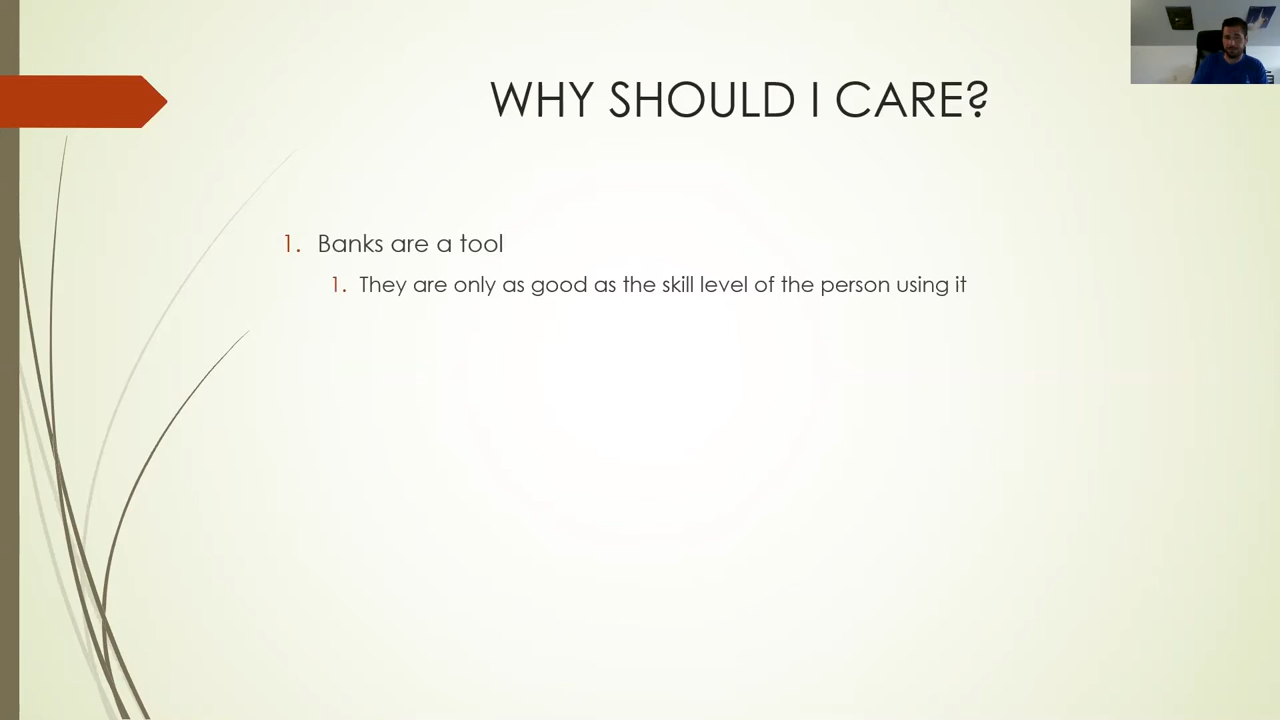 WHY SHOULD I CARE?
1. Banks are a tool
1. They are only as good as the skill level of the person using it